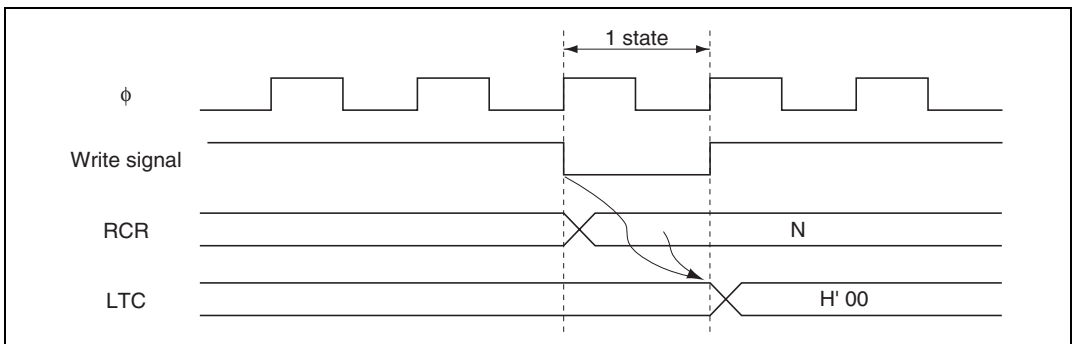 1 state
φ
Write signal
RCR
N
LTC
H' 00